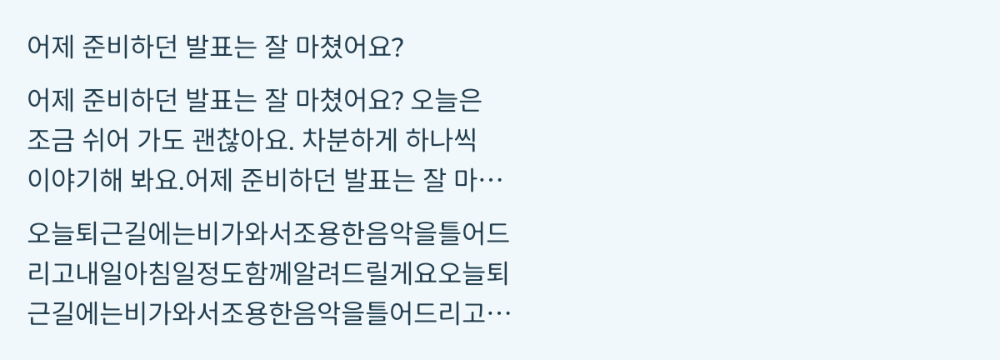 어제 준비하던 발표는 잘 마쳤어요?
어제 준비하던 발표는 잘 마쳤어요? 오늘은
조금 쉬어 가도 괜찮아요. 차분하게 하나씩
이야기해 봐요.어제 준비하던 발표는 잘 마…
오늘퇴근길에는비가와서조용한음악을틀어드
리고내일아침일정도함께알려드릴게요오늘퇴
근길에는비가와서조용한음악을틀어드리고…